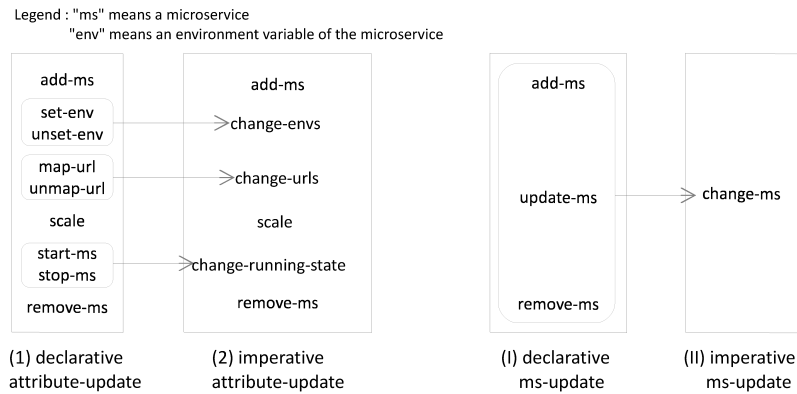 Legend : "ms" means a microservice
"env" means an environment variable of the microservice
add-ms
set-env
unset-env
map-url
unmap-url
scale
start-ms
stop-ms
remove-ms
(1) declarative
attribute-update
add-ms
change-envs
change-urls
scale
change-running-state
remove-ms
(2) imperative
attribute-update
add-ms
update-ms
remove-ms
(I) declarative
ms-update
change-ms
(II) imperative
ms-update